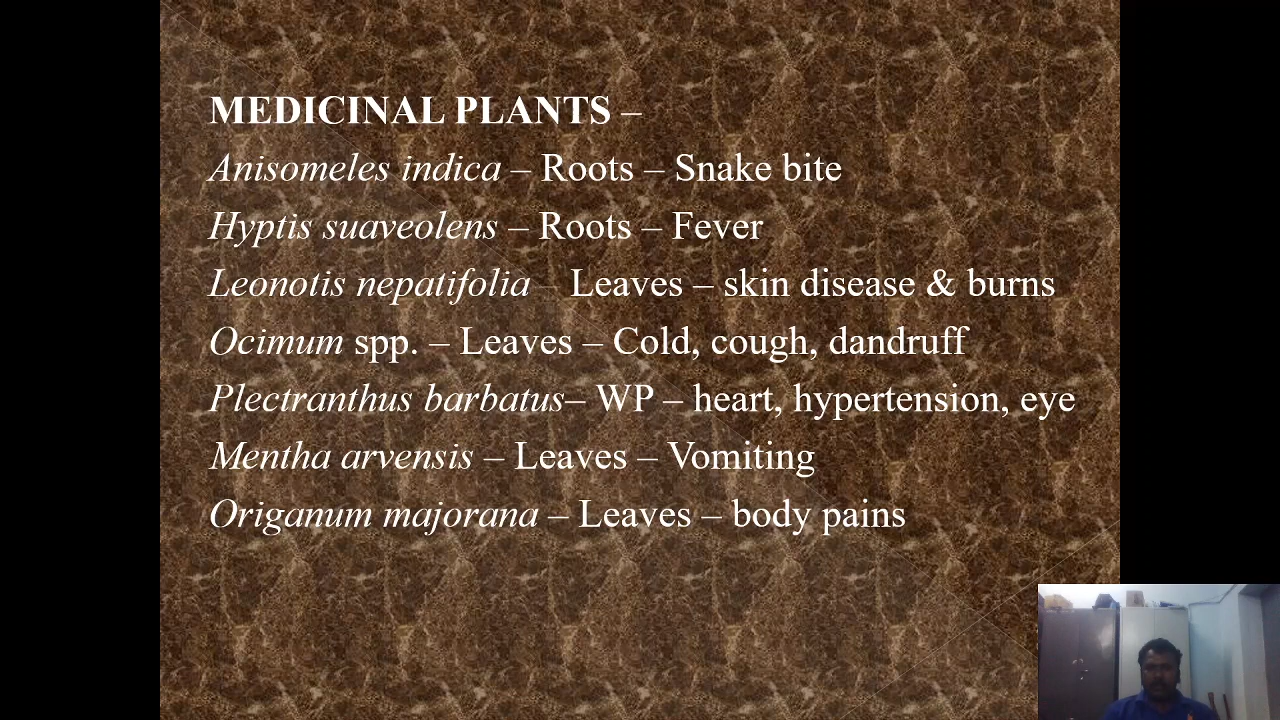 MEDICINAL PLANTS –
Anisomeles indica – Roots – Snake bite
Hyptis suaveolens – Roots – Fever
Leonotis nepatifolia – Leaves – skin disease & burns
Ocimum spp. – Leaves – Cold, cough, dandruff
Plectranthus barbatus– WP – heart, hypertension, eye
Mentha arvensis – Leaves – Vomiting
Origanum majorana – Leaves – body pains